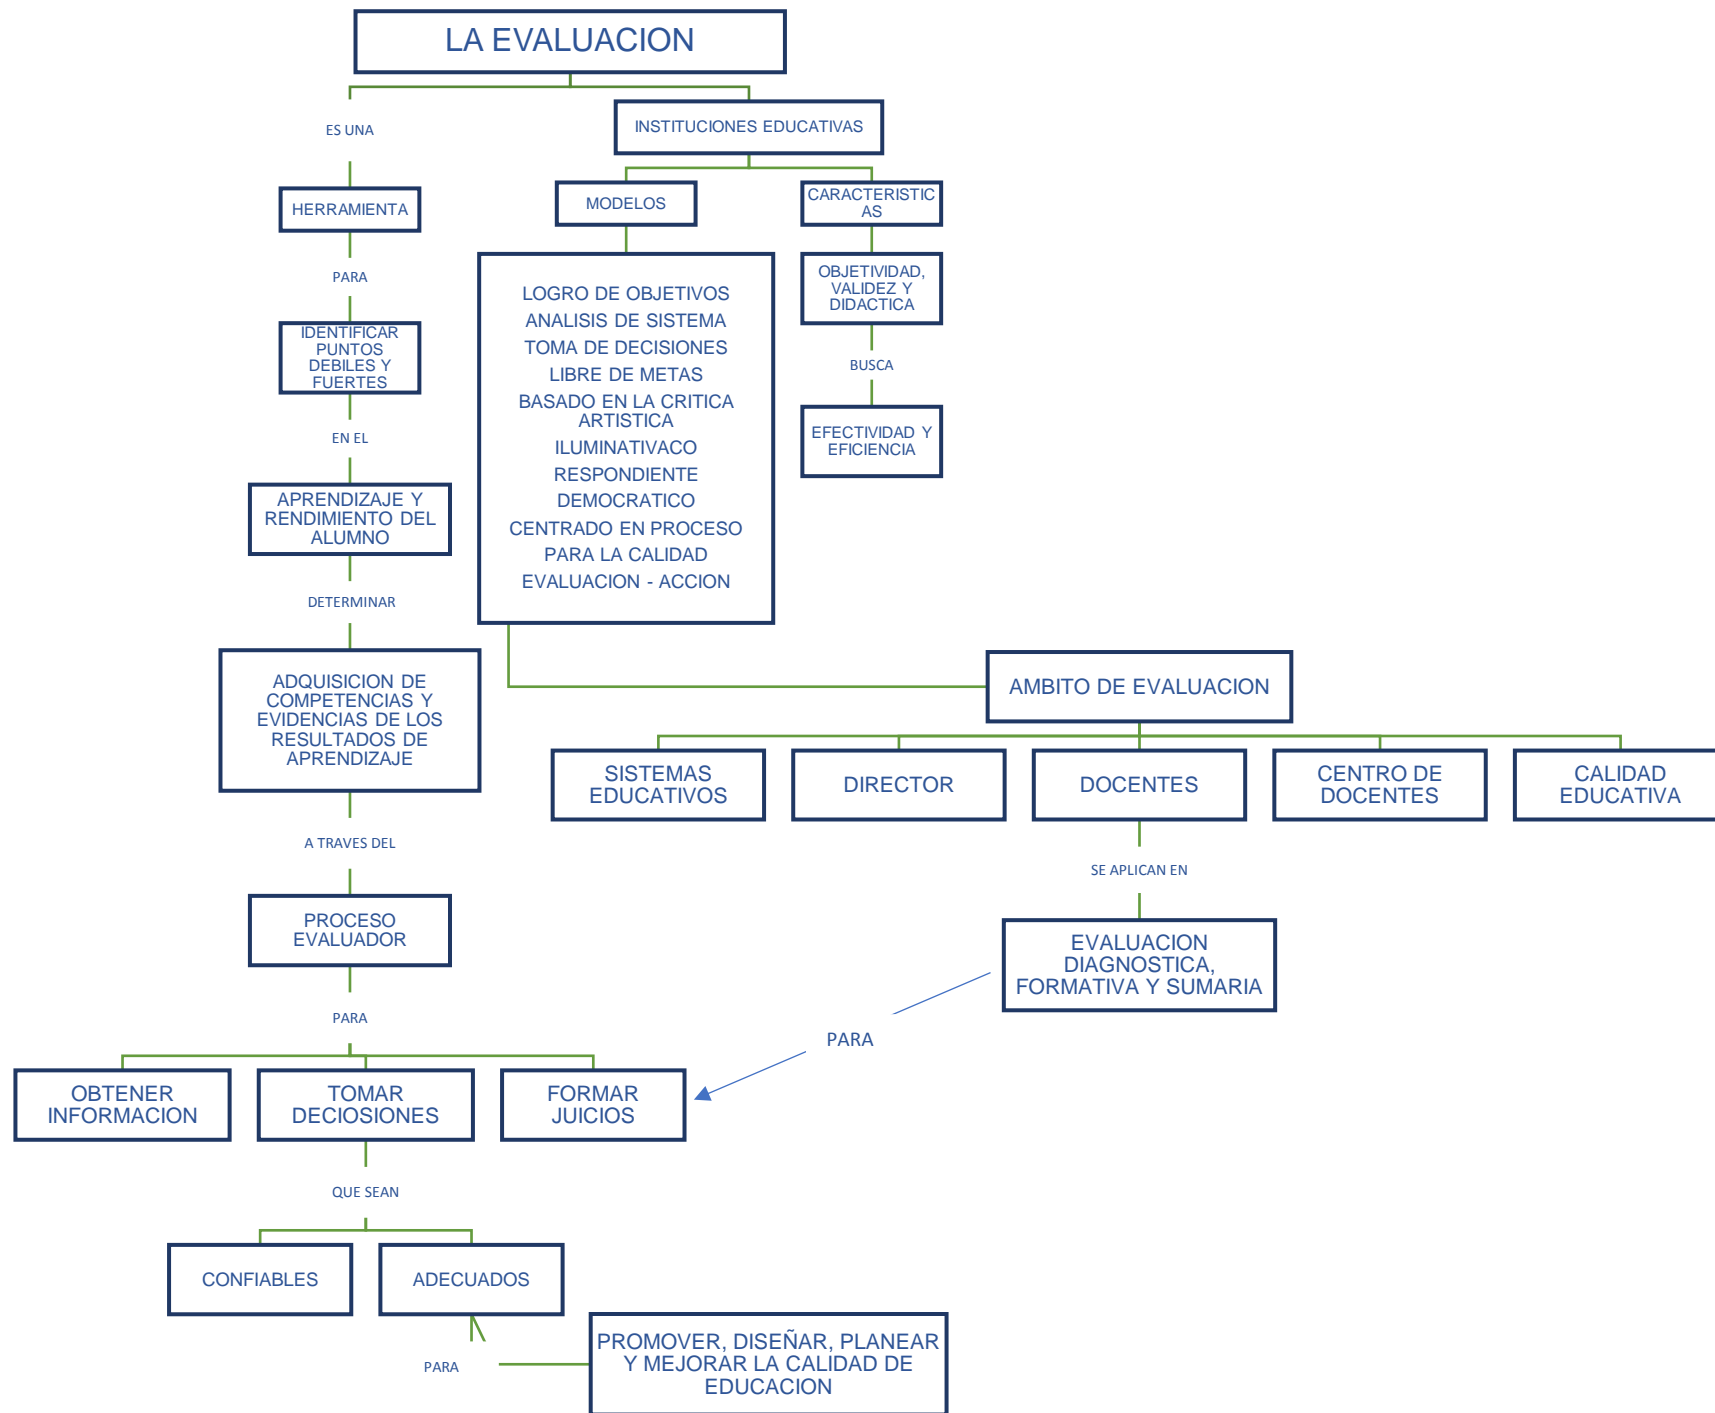 LA EVALUACION
ES UNA
INSTITUCIONES EDUCATIVAS
HERRAMIENTA
MODELOS
CARACTERISTIC
AS
PARA
LOGRO DE OBJETIVOS
ANALISIS DE SISTEMA
TOMA DE DECISIONES
LIBRE DE METAS
BASADO EN LA CRITICA
ARTISTICA
ILUMINATIVACO
RESPONDIENTE
DEMOCRATICO
CENTRADO EN PROCESO
PARA LA CALIDAD
EVALUACION - ACCION
OBJETIVIDAD,
VALIDEZ Y
DIDACTICA
BUSCA
EFECTIVIDAD Y
EFICIENCIA
IDENTIFICAR
PUNTOS
DEBILES Y
FUERTES
EN EL
APRENDIZAJE Y
RENDIMIENTO DEL
ALUMNO
DETERMINAR
ADQUISICION DE
COMPETENCIAS Y
EVIDENCIAS DE LOS
RESULTADOS DE
APRENDIZAJE
AMBITO DE EVALUACION
SISTEMAS
EDUCATIVOS
DIRECTOR
DOCENTES
CENTRO DE
DOCENTES
CALIDAD
EDUCATIVA
A TRAVES DEL
SE APLICAN EN
PROCESO
EVALUADOR
EVALUACION
DIAGNOSTICA,
FORMATIVA Y SUMARIA
PARA
PARA
OBTENER
INFORMACION
TOMAR
DECIOSIONES
FORMAR
JUICIOS
QUE SEAN
CONFIABLES
ADECUADOS
PARA
PROMOVER, DISEÑAR, PLANEAR
Y MEJORAR LA CALIDAD DE
EDUCACION